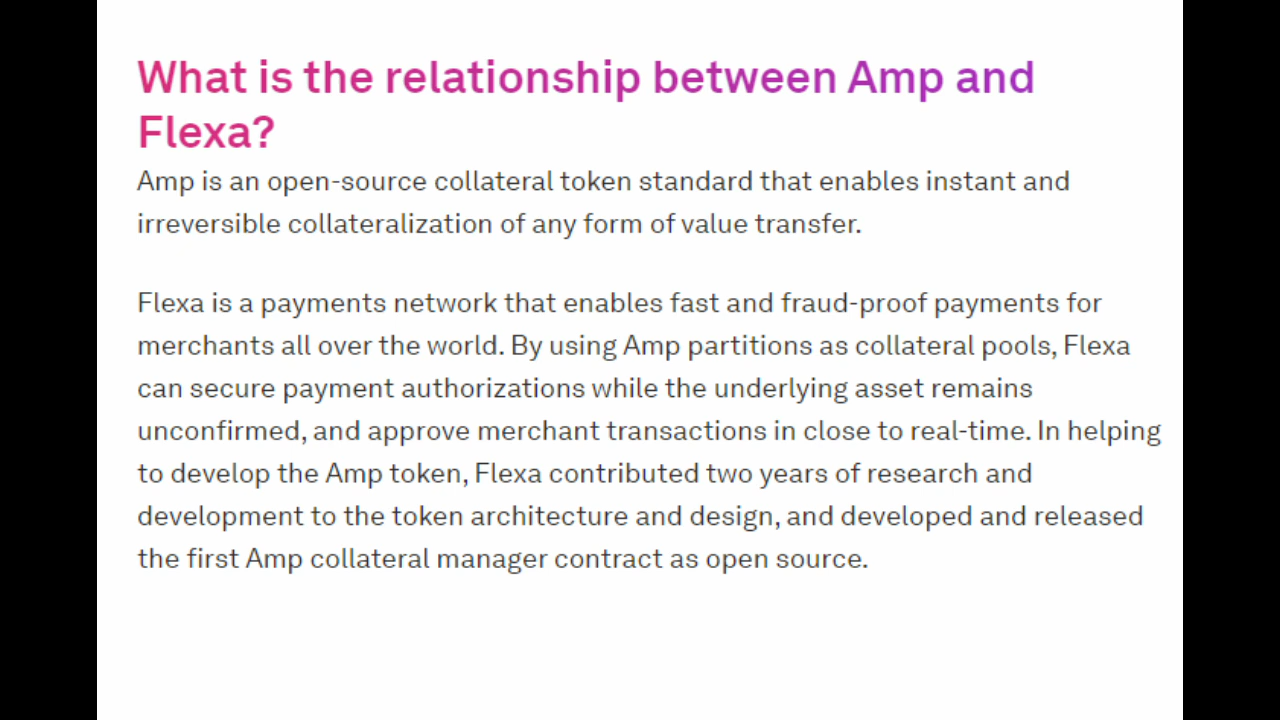 What is the relationship between Amp and
Flexa?
Amp is an open-source collateral token standard that enables instant and
irreversible collateralization of any form of value transfer.
Flexa is a payments network that enables fast and fraud-proof payments for
merchants all over the world. By using Amp partitions as collateral pools, Flexa
can secure payment authorizations while the underlying asset remains
unconfirmed, and approve merchant transactions in close to real-time. In helping
to develop the Amp token, Flexa contributed two years of research and
development to the token architecture and design, and developed and released
the first Amp collateral manager contract as open source.